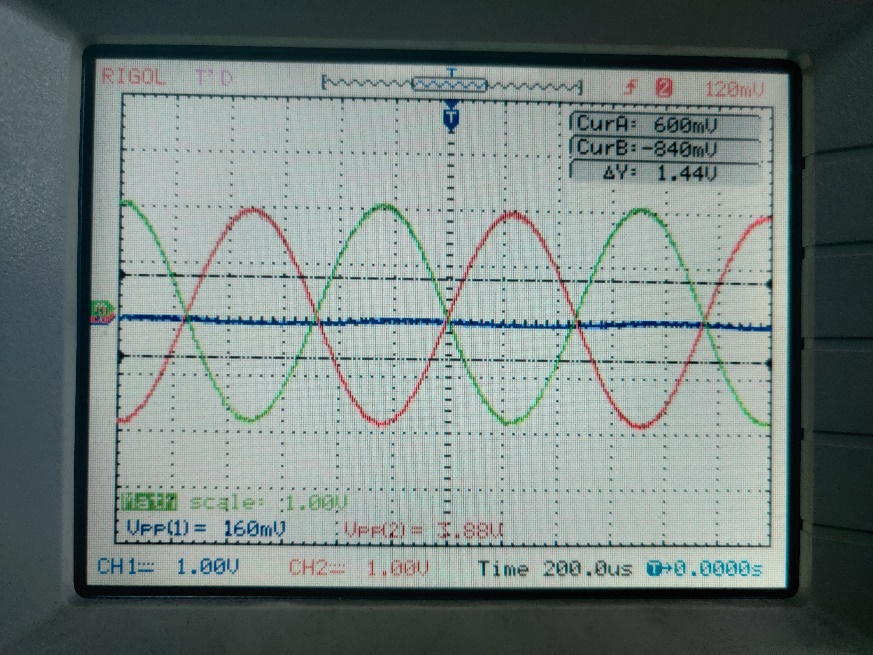 RIGOL T'D T 2 120mV
T
CurA: 600mV
CurB:-840mV
ΔY: 1.44V
Math scale: 1.00V
Vpp(1)= 160mV Vpp(2)= 3.88V
CH1 1.00V CH2 1.00V Time 200.0us T→0.0000s